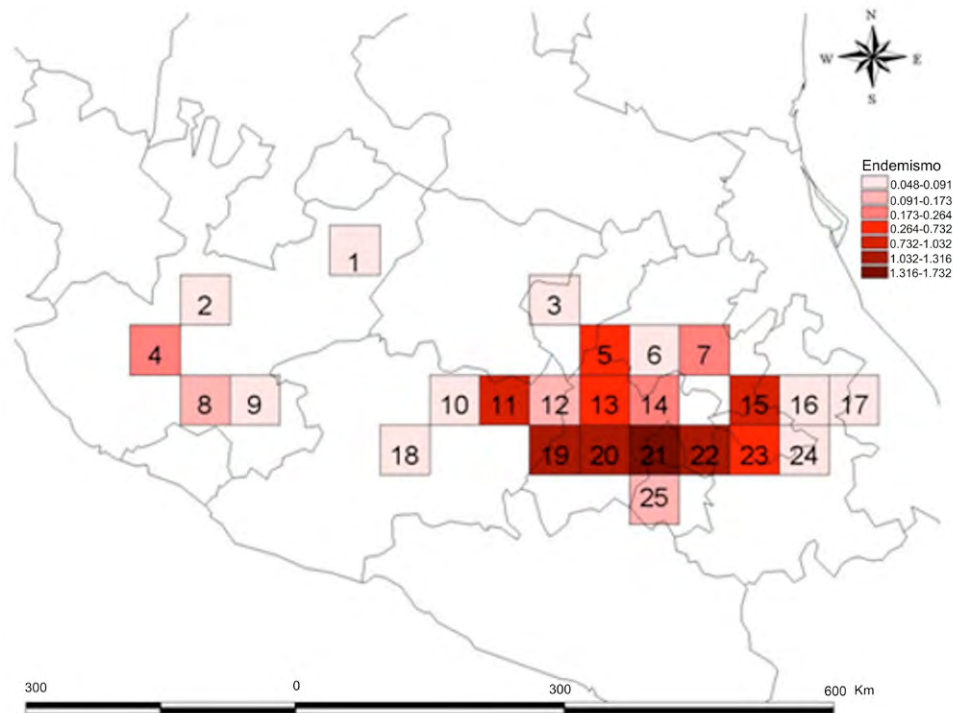 N
W E
S
Endemismo
0.048-0.091
0.091-0.173
0.173-0.264
0.264-0.732
0.732-1.032
1.032-1.316
1.316-1.732
1
2 3
4 5 6 7
8 9 10 11 12 13 14 15 16 17
18 19 20 21 22 23 24
25
300 0 300 600 Km